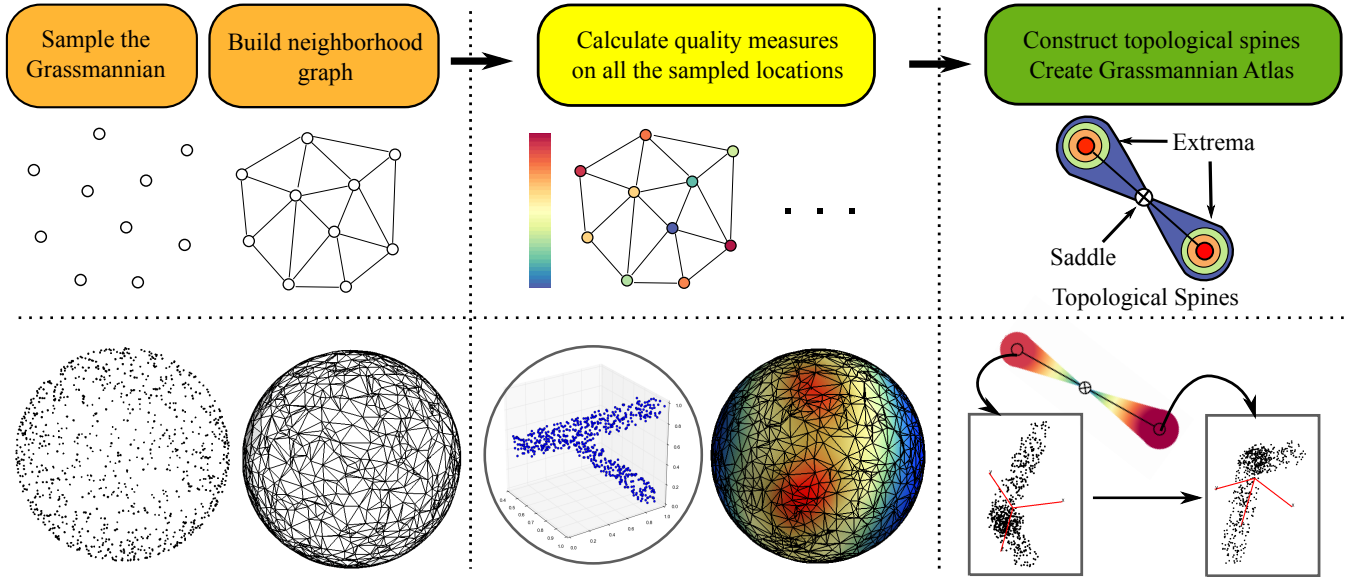 Sample the
Grassmannian
Build neighborhood
graph
Calculate quality measures
on all the sampled locations
Construct topological spines
Create Grassmannian Atlas
Extrema
Saddle
Topological Spines